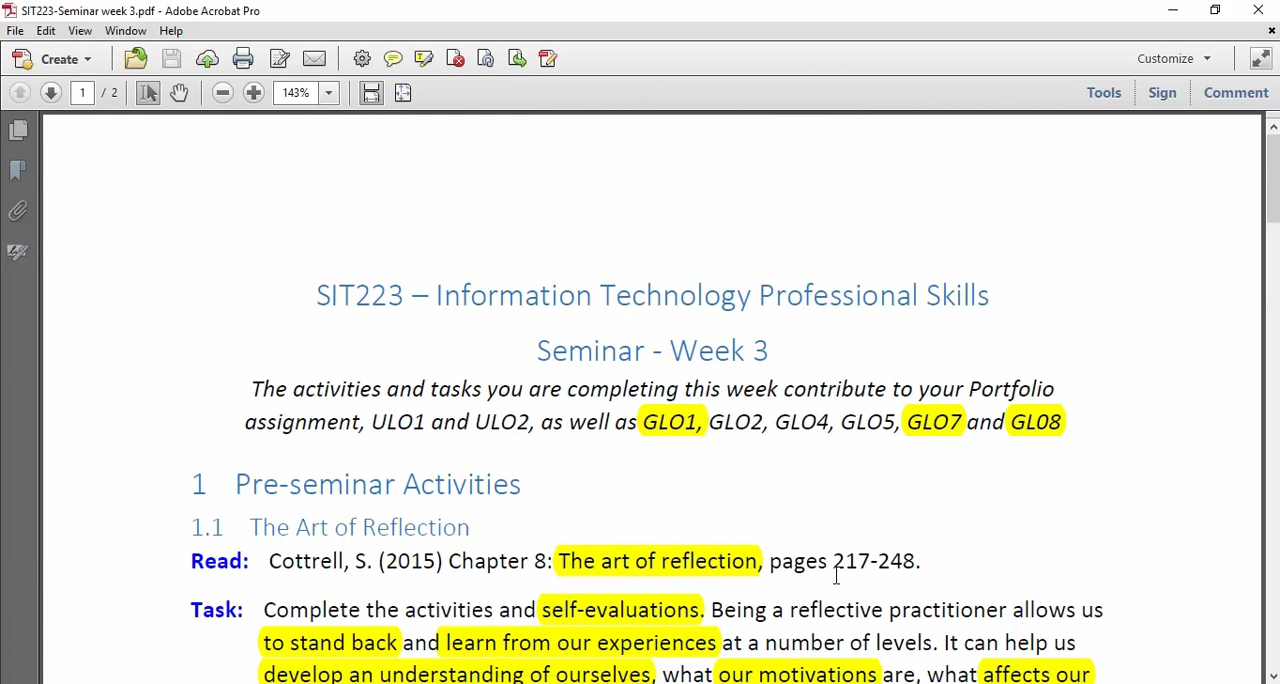 SIT223-Seminar week 3.pdf - Adobe Acrobat Pro
File Edit View Window Help
Create Customize
1 / 2 143% Tools Sign Comment
SIT223 – Information Technology Professional Skills
Seminar - Week 3
The activities and tasks you are completing this week contribute to your Portfolio
assignment, ULO1 and ULO2, as well as GLO1, GLO2, GLO4, GLO5, GLO7 and GL08
1 Pre-seminar Activities
1.1 The Art of Reflection
Read: Cottrell, S. (2015) Chapter 8: The art of reflection, pages 217-248.
Task: Complete the activities and self-evaluations. Being a reflective practitioner allows us
to stand back and learn from our experiences at a number of levels. It can help us
develop an understanding of ourselves, what our motivations are, what affects our